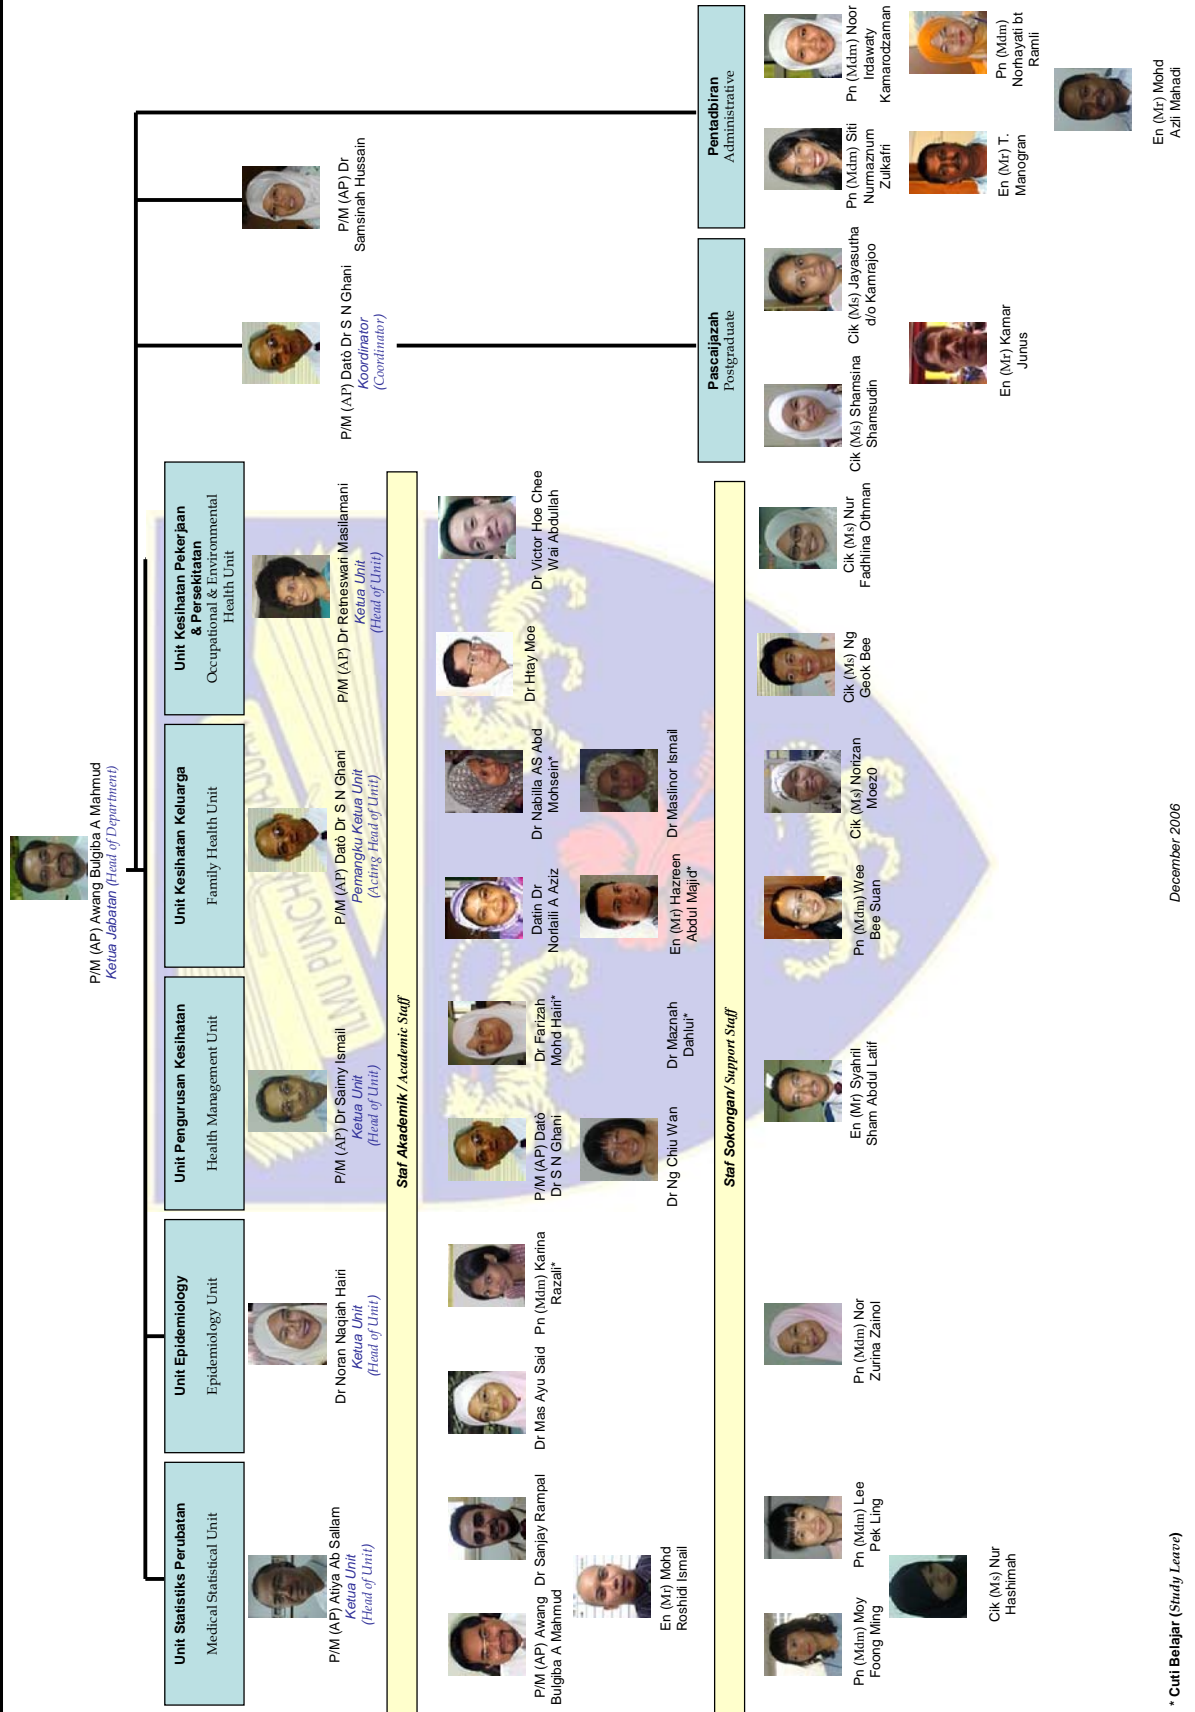 P/M (AP) Awang Bulgiba A Mahmud
Ketua Jabatan (Head of Department)
Unit Statistiks Perubatan
Medical Statistical Unit
P/M (AP) Atiya Ab Sallam
Ketua Unit
(Head of Unit)
Unit Epidemiology
Epidemiology Unit
Dr Noran Naqiah Hairi
Ketua Unit
(Head of Unit)
Unit Pengurusan Kesihatan
Health Management Unit
P/M (AP) Dr Saimy Ismail
Ketua Unit
(Head of Unit)
Unit Kesihatan Keluarga
Family Health Unit
P/M (AP) Datò Dr S N Ghani
Pemangku Ketua Unit
(Acting Head of Unit)
Unit Kesihatan Pekerjaan
& Persekitatan
Occupational & Environmental
Health Unit
P/M (AP) Dr Retneswari Masilamani
Ketua Unit
(Head of Unit)
P/M (AP) Datò Dr S N Ghani
Koordinator
(Coordinator)
P/M (AP) Dr
Samsinah Hussain
Staf Akademik / Academic Staff
P/M (AP) Awang
Bulgiba A Mahmud
Dr Sanjay Rampal
En (Mr) Mohd
Roshidi Ismail
Dr Mas Ayu Said
Pn (Mdm) Karina
Razali*
P/M (AP) Datò
Dr S N Ghani
Dr Farizah
Mohd Hairi*
Dr Ng Chiu Wan
Dr Maznah
Dahlui*
Datin Dr
Norlaili A Aziz
Dr Nabilla AS Abd
Mohsein*
En (Mr) Hazreen
Abdul Majid*
Dr Maslinor Ismail
Dr Htay Moe
Dr Victor Hoe Chee
Wai Abdullah
ILMU PUNCA
Staf Sokongan/ Support Staff
Pn (Mdm) Moy
Foong Ming
Pn (Mdm) Lee
Pek Ling
Cik (Ms) Nur
Hashimah
Pn (Mdm) Nor
Zurina Zainol
En (Mr) Syahril
Sham Abdul Latif
Pn (Mdm) Wee
Bee Suan
Cik (Ms) Norizan
Moez0
Cik (Ms) Ng
Geok Bee
Cik (Ms) Nur
Fadhlina Othman
Pascaijazah
Postgraduate
Cik (Ms) Shamsina
Shamsudin
Cik (Ms) Jayasutha
d/o Kamrajoo
En (Mr) Kamar
Junus
Pentadbiran
Administrative
Pn (Mdm) Siti
Nurmaznum
Zulkafri
Pn (Mdm) Noor
Irdawaty
Kamarodzaman
En (Mr) T.
Manogran
Pn (Mdm)
Norhayati bt
Ramli
En (Mr) Mohd
Azli Mahadi
* Cuti Belajar (Study Leave)
December 2006